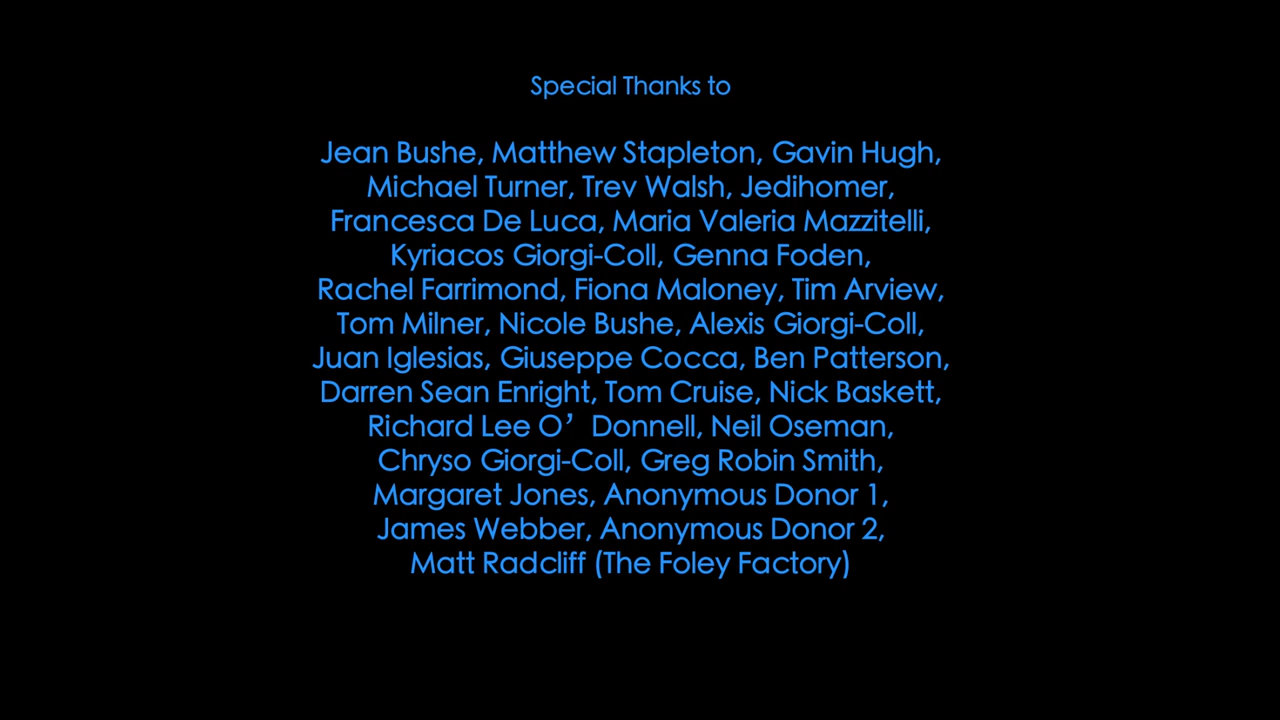 Special Thanks to
Jean Bushe, Matthew Stapleton, Gavin Hugh,
Michael Turner, Trev Walsh, Jedihomer,
Francesca De Luca, Maria Valeria Mazzitelli,
Kyriacos Giorgi-Coll, Genna Foden,
Rachel Farrimond, Fiona Maloney, Tim Arview,
Tom Milner, Nicole Bushe, Alexis Giorgi-Coll,
Juan Iglesias, Giuseppe Cocca, Ben Patterson,
Darren Sean Enright, Tom Cruise, Nick Baskett,
Richard Lee O’ Donnell, Neil Oseman,
Chryso Giorgi-Coll, Greg Robin Smith,
Margaret Jones, Anonymous Donor 1,
James Webber, Anonymous Donor 2,
Matt Radcliff (The Foley Factory)